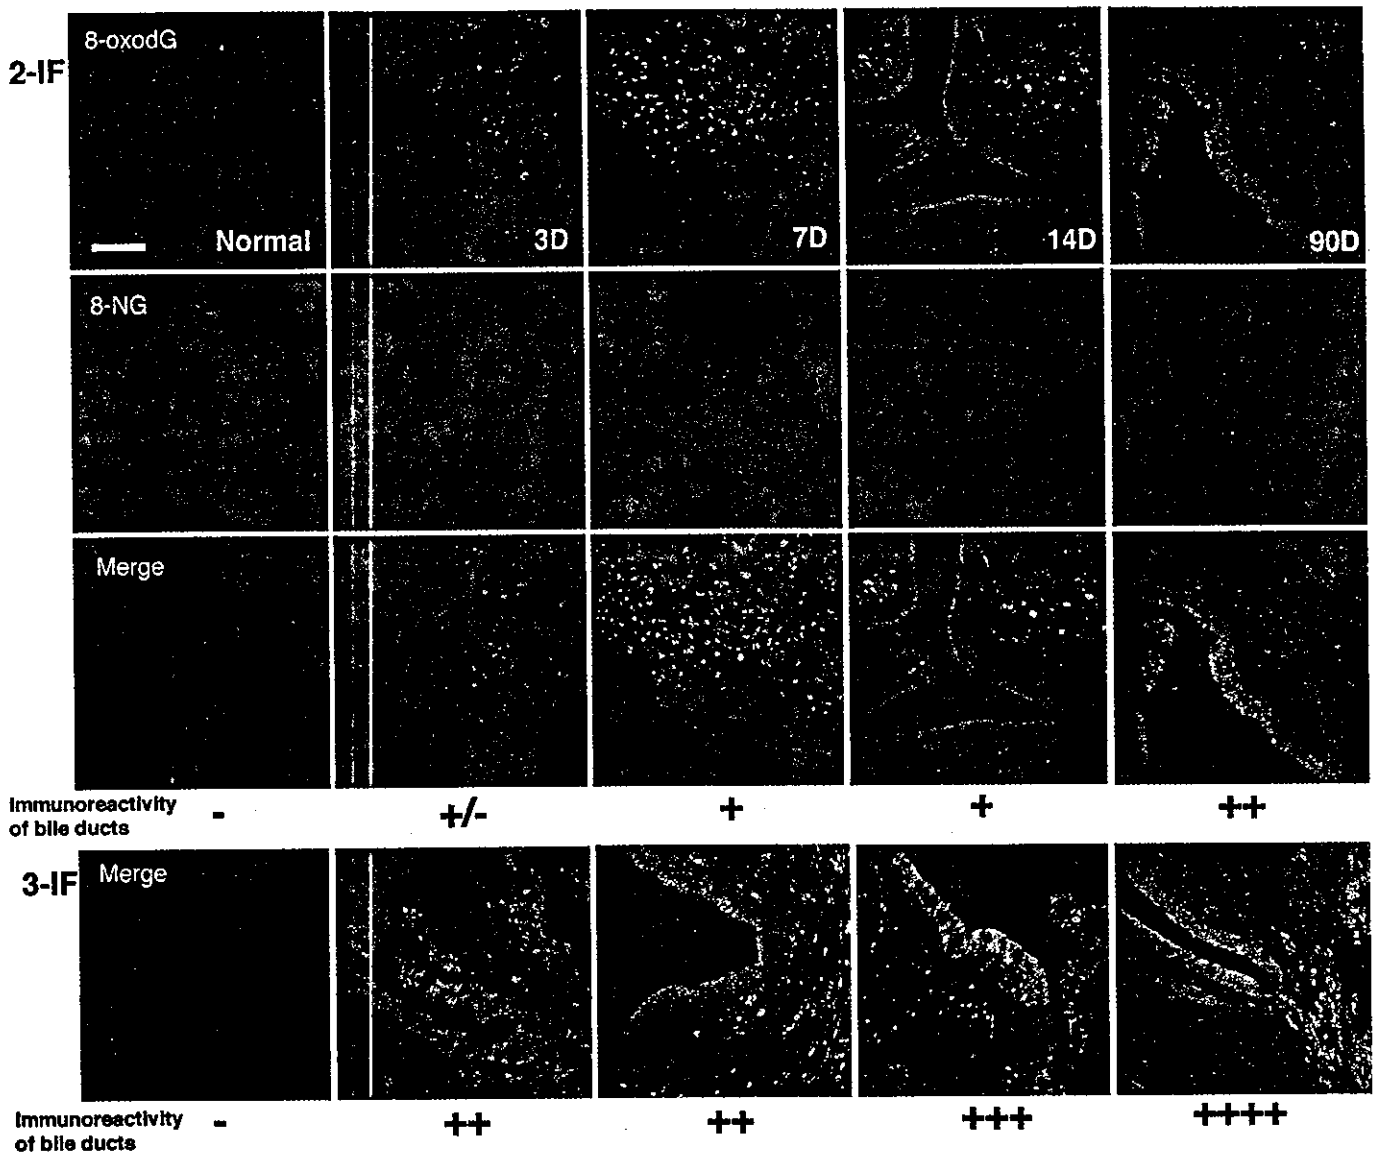 2-IF
8-oxodG
Normal
3D
7D
14D
90D
8-NG
Merge
Immunoreactivity
of bile ducts
- +/- + + ++
3-IF
Merge
Immunoreactivity
of bile ducts
- ++ ++ +++ ++++